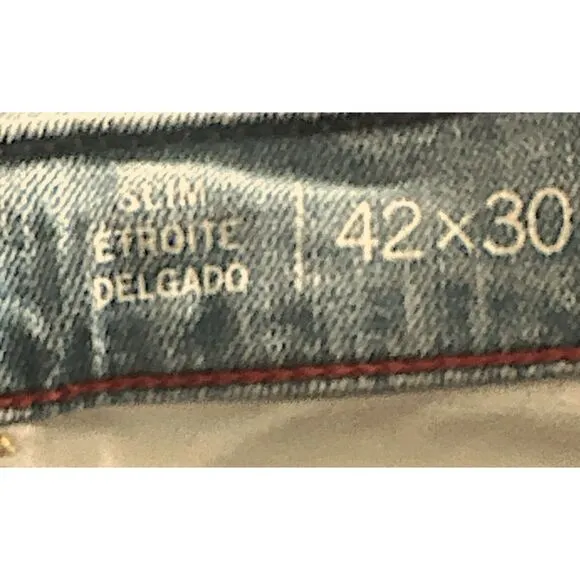 SLIM
ÉTROITE
DELGADO
42×30